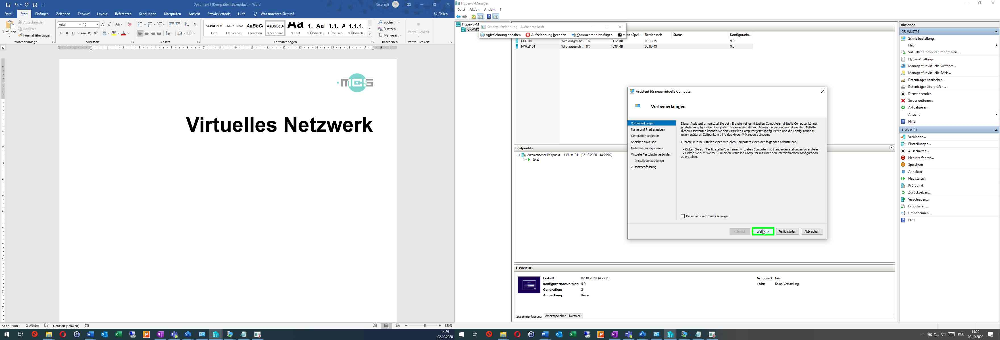 Dokument1 [Kompatibilitätsmodus] - Word
Nico Egli
NE
Datei Start Einfügen Zeichnen Entwurf Layout Referenzen Sendungen Überprüfen Ansicht Entwicklertools Hilfe Was möchten Sie tun? Teilen
Einfügen
Ausschneiden
Kopieren
Format übertragen
Zwischenablage
Arial 10
F K U
Schriftart
Absatz
AaBbCcDd AaBbCcDc AaBbCc AaBbCcDı Aa 1. Aa 1.1. A 1.1.1.
Fett Hervorhe... ¶ löschen ¶ Standard ¶ Titel ¶ Übersch... ¶ Übersch... ¶ Übersch...
Formatvorlagen
Suchen
Ersetzen
Markieren
Bearbeiten
Vertraulichkeit
Vertraulichkeit
mcs
Virtuelles Netzwerk
Seite 1 von 1 2 Wörter Deutsch (Schweiz) 150%
14:29
02.10.2020
Hyper-V-Manager
Datei Aktion Ansicht ?
Hyper-V-M
GR-WKS
Schrittaufzeichnung - Aufnahme läuft
Aufzeichnung anhalten Aufzeichnung beenden Kommentar hinzufügen
ner Spei... Betriebszeit Status Konfiguratio...
1-DC101 Wird ausgeführt 1% 1112 MB 00:13:35 9.0
1-Wkst101 Wird ausgeführt 0% 4096 MB 00:00:43 9.0
Prüfpunkte
Automatischer Prüfpunkt – 1-Wkst101 - (02.10.2020 - 14:29:02)
Jetzt
Assistent für neue virtuelle Computer
Vorbemerkungen
Vorbemerkungen
Name und Pfad angeben
Generation angeben
Speicher zuweisen
Netzwerk konfigurieren
Virtuelle Festplatte verbinden
Installationsoptionen
Zusammenfassung
Dieser Assistent unterstützt Sie beim Erstellen eines virtuellen Computers. Virtuelle Computer können
anstelle von physischen Computern für eine Vielzahl von Anwendungen eingesetzt werden. Mithilfe
dieses Assistenten können Sie den virtuellen Computer jetzt konfigurieren und die Konfiguration zu
einem späteren Zeitpunkt mithilfe des Hyper-V-Managers ändern.
Führen Sie zum Erstellen eines virtuellen Computers einen der folgenden Schritte aus:
• Klicken Sie auf "Fertig stellen", um einen virtuellen Computer mit Standardeinstellungen zu erstellen.
• Klicken Sie auf "Weiter", um einen virtuellen Computer mit einer benutzerdefinierten Konfiguration
zu erstellen.
Diese Seite nicht mehr anzeigen
< Zurück Weiter > Fertig stellen Abbrechen
1-Wkst101
Erstellt: 02.10.2020 14:27:28 Gruppiert: Nein
Konfigurationsversion: 9.0 Takt: Keine Verbindung
Generation: 2
Anmerkung: Keine
Zusammenfassung Arbeitsspeicher Netzwerk
Aktionen
GR-WKST26
Schnellerstellung...
Neu
Virtuellen Computer importieren...
Hyper-V Settings...
Manager für virtuelle Switches...
Manager für virtuelle SANs...
Datenträger bearbeiten...
Datenträger überprüfen...
Dienst beenden
Server entfernen
Aktualisieren
Ansicht
Hilfe
1-Wkst101
Verbinden...
Einstellungen...
Ausschalten...
Herunterfahren...
Speichern
Anhalten
Neu starten
Prüfpunkt
Zurücksetzen...
Verschieben...
Exportieren...
Umbenennen...
Hilfe
DEU
14:29
02.10.2020